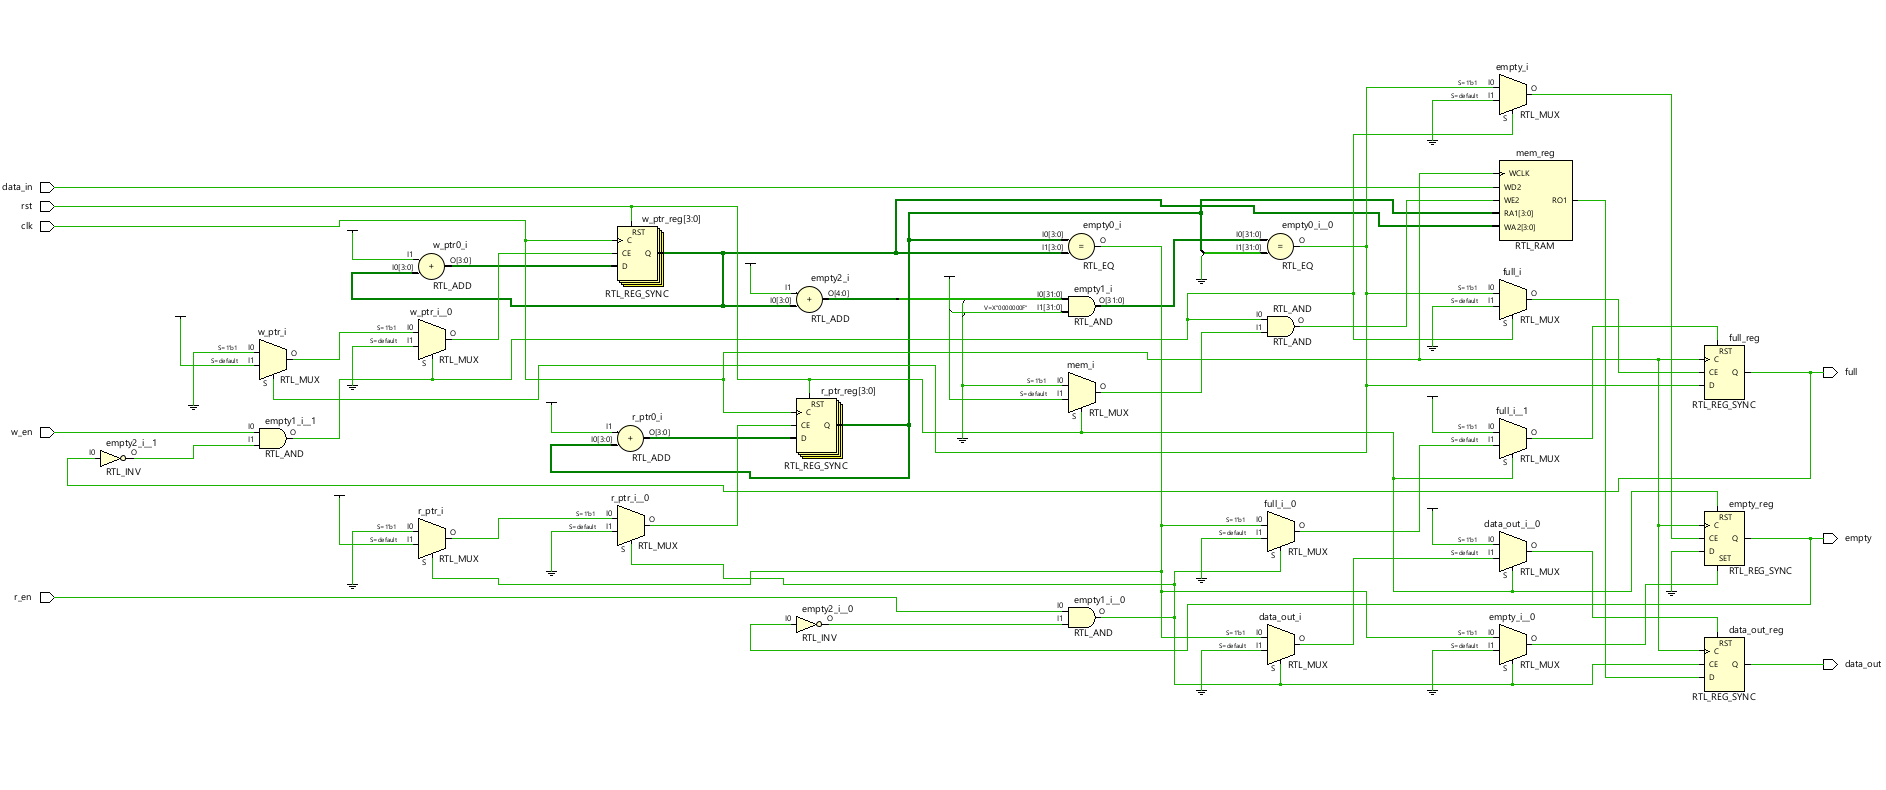 empty_i
S=1'b1 I0 O
S=default I1
S RTL_MUX
mem_reg
WCLK
data_in WD2
rst WE2 RO1
RA1[3:0]
clk WA2[3:0]
RTL_RAM
w_ptr_reg[3:0]
RST
C
CE Q
D
RTL_REG_SYNC
w_ptr0_i
I1 O[3:0]
I0[3:0] +
RTL_ADD
empty0_i
I0[3:0] O
I1[3:0] =
RTL_EQ
empty0_i__0
I0[31:0] O
I1[31:0] =
RTL_EQ
empty2_i
I1 O[4:0]
I0[3:0] +
RTL_ADD
empty1_i
I0[31:0] O[31:0]
V=X"0000000F" I1[31:0]
RTL_AND
RTL_AND
I0 O
I1
RTL_AND
full_i
S=1'b1 I0 O
S=default I1
S RTL_MUX
w_ptr_i__0
S=1'b1 I0 O
S=default I1
S RTL_MUX
w_ptr_i
S=1'b1 I0 O
S=default I1
S RTL_MUX
full_reg
RST
C
CE Q full
D
RTL_REG_SYNC
mem_i
S=1'b1 I0 O
S=default I1
S RTL_MUX
r_ptr_reg[3:0]
RST
C
CE Q
D
RTL_REG_SYNC
r_ptr0_i
I1 O[3:0]
I0[3:0] +
RTL_ADD
full_i__1
S=1'b1 I0 O
S=default I1
S RTL_MUX
empty1_i__1
w_en I0 O
I1
RTL_AND
empty2_i__1
I0 O
RTL_INV
r_ptr_i__0
S=1'b1 I0 O
S=default I1
S RTL_MUX
r_ptr_i
S=1'b1 I0 O
S=default I1
S RTL_MUX
full_i__0
S=1'b1 I0 O
S=default I1
S RTL_MUX
data_out_i__0
S=1'b1 I0 O
S=default I1
S RTL_MUX
empty_reg
RST
C
CE Q empty
D
SET
RTL_REG_SYNC
r_en
empty2_i__0
I0 O
RTL_INV
empty1_i__0
I0 O
I1
RTL_AND
data_out_i
S=1'b1 I0 O
S=default I1
S RTL_MUX
empty_i__0
S=1'b1 I0 O
S=default I1
S RTL_MUX
data_out_reg
RST
C
CE Q data_out
D
RTL_REG_SYNC